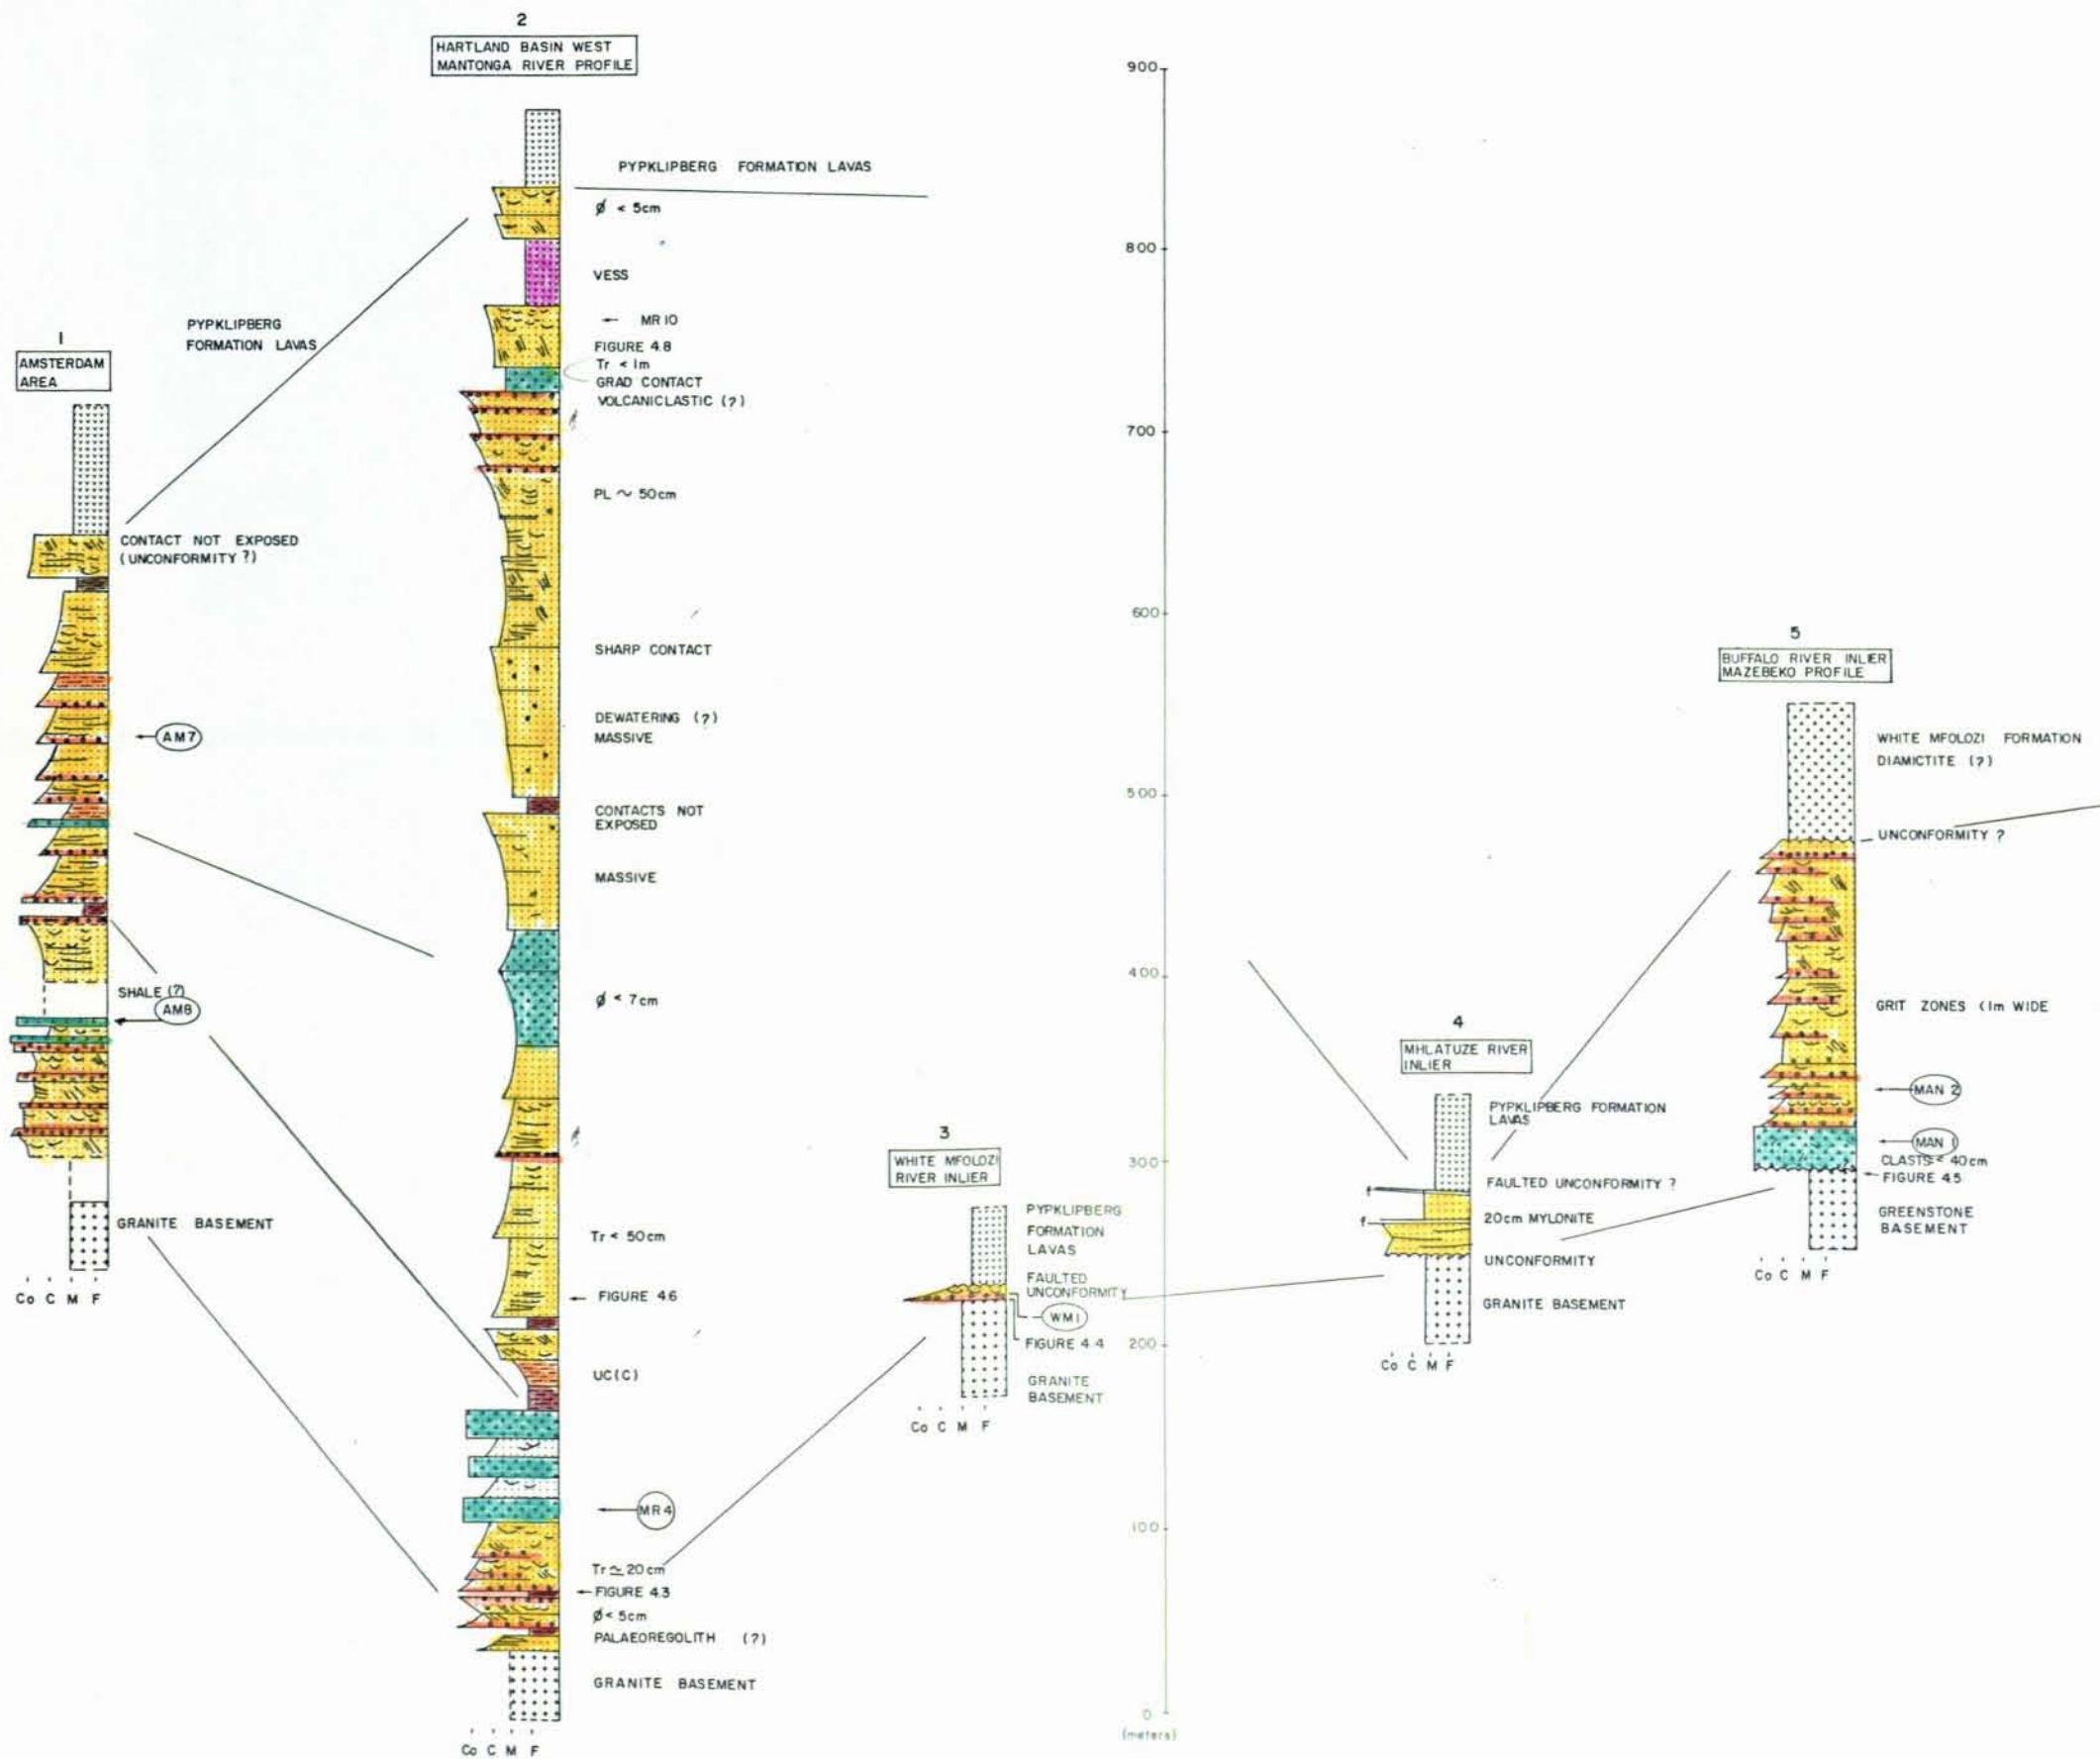 1
AMSTERDAM
AREA
PYPKLIPBERG
FORMATION LAVAS
CONTACT NOT EXPOSED
(UNCONFORMITY ?)
AM7
SHALE (?)
AM8
GRANITE BASEMENT
Co C M F
2
HARTLAND BASIN WEST
MANTONGA RIVER PROFILE
PYPKLIPBERG FORMATION LAVAS
Ø < 5cm
VESS
MR 10
FIGURE 4.8
Tr < 1m
GRAD CONTACT
VOLCANICLASTIC (?)
PL ~ 50cm
SHARP CONTACT
DEWATERING (?)
MASSIVE
CONTACTS NOT
EXPOSED
MASSIVE
Ø < 7cm
Tr < 50cm
FIGURE 4.6
UC(C)
MR 4
Tr ≃ 20cm
FIGURE 4.3
Ø < 5cm
PALAEOREGOLITH (?)
GRANITE BASEMENT
Co C M F
3
WHITE MFOLOZI
RIVER INLIER
PYPKLIPBERG
FORMATION
LAVAS
FAULTED
UNCONFORMITY
WM1
FIGURE 4.4
GRANITE
BASEMENT
Co C M F
900
800
700
600
500
400
300
200
100
0
(meters)
4
MHLATUZE RIVER
INLIER
PYPKLIPBERG FORMATION
LAVAS
f
FAULTED UNCONFORMITY ?
f
20cm MYLONITE
UNCONFORMITY
GRANITE BASEMENT
Co C M F
5
BUFFALO RIVER INLIER
MAZEBEKO PROFILE
WHITE MFOLOZI FORMATION
DIAMICTITE (?)
UNCONFORMITY ?
GRIT ZONES <1m WIDE
MAN 2
MAN 1
CLASTS < 40cm
FIGURE 4.5
GREENSTONE
BASEMENT
Co C M F